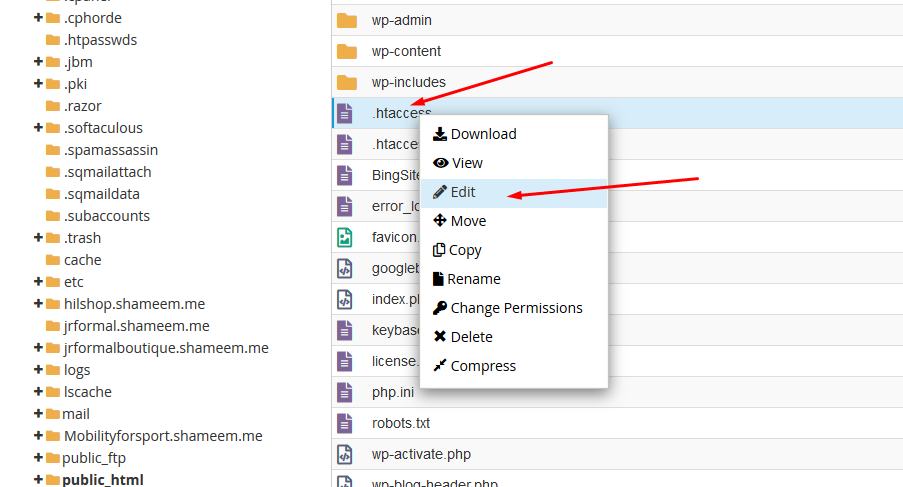 .cphorde
.htpasswds
.jbm
.pki
.razor
.softaculous
.spamassassin
.sqmailattach
.sqmaildata
.subaccounts
.trash
cache
etc
hilshop.shameem.me
jrformal.shameem.me
jrformalboutique.shameem.me
logs
lscache
mail
Mobilityforsport.shameem.me
public_ftp
public_html
wp-admin
wp-content
wp-includes
.htaccess
.htacce
BingSite
error_lo
favicon.
googleb
index.p
keybase
license.
php.ini
robots.txt
wp-activate.php
wp-blog-header.php
Download
View
Edit
Move
Copy
Rename
Change Permissions
Delete
Compress